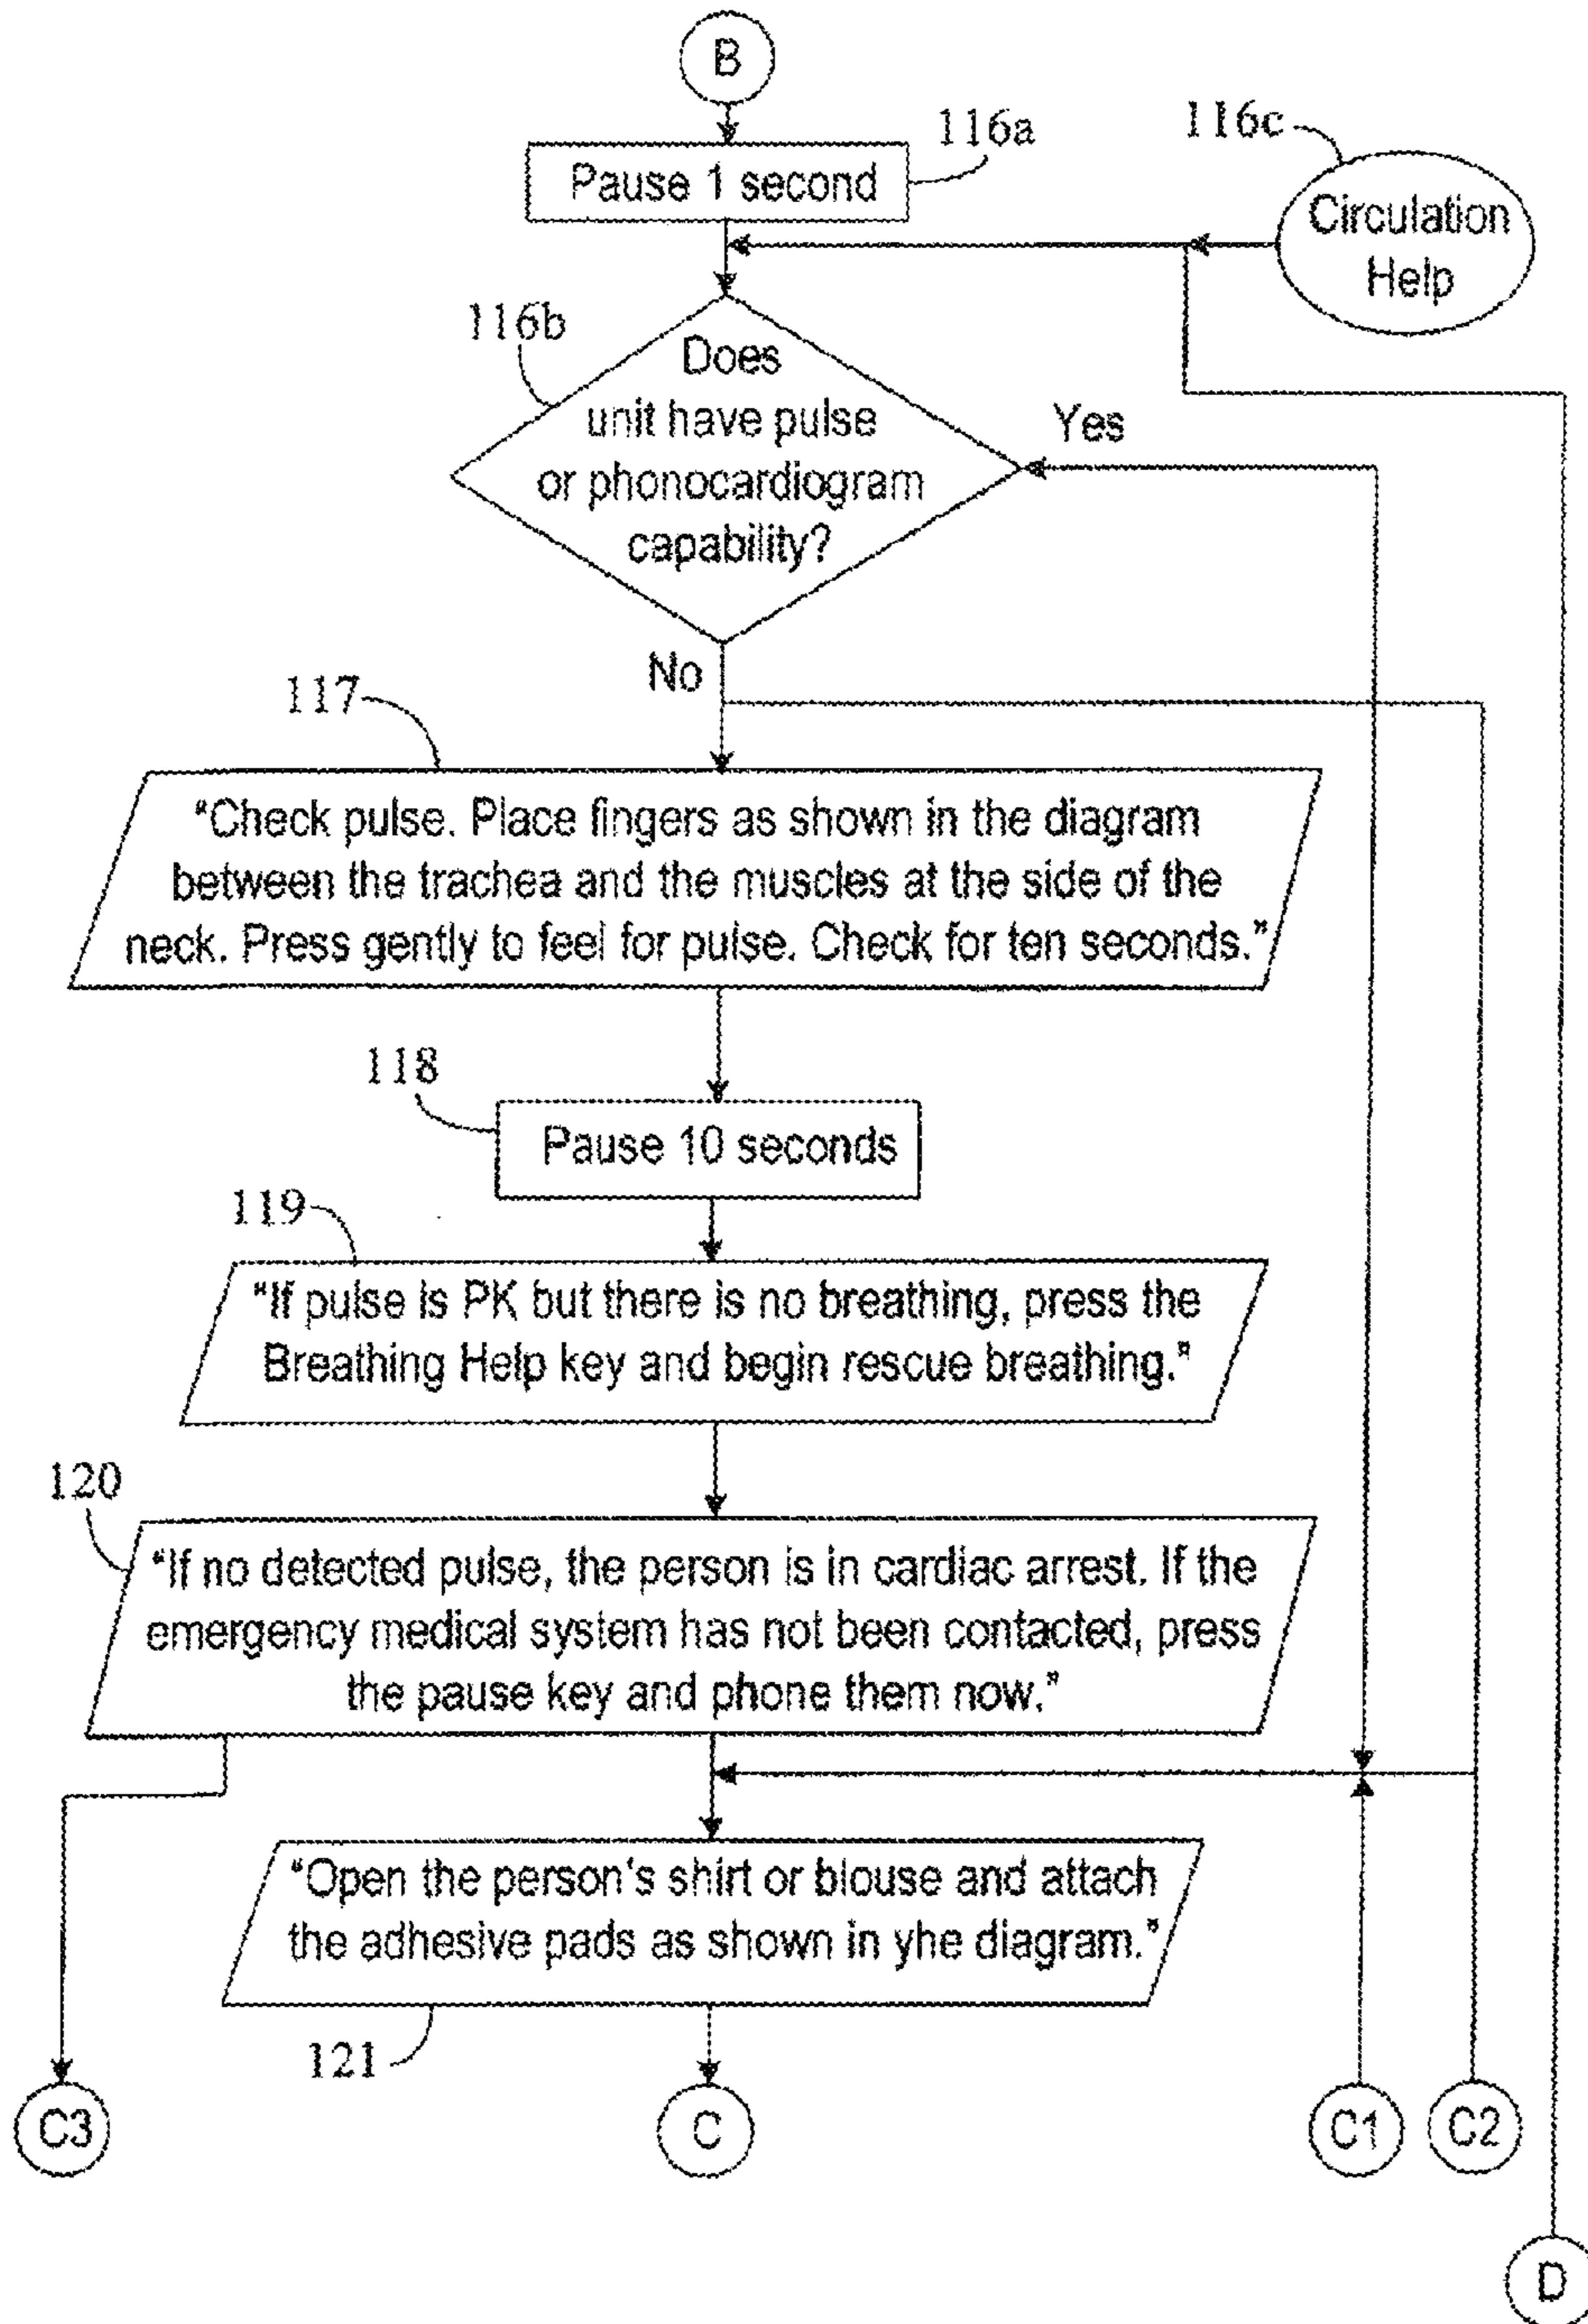 B
116a
Pause 1 second
116c
Circulation
Help
116b
Does
unit have pulse
or phonocardiogram
capability?
Yes
No
117
“Check pulse. Place fingers as shown in the diagram
between the trachea and the muscles at the side of the
neck. Press gently to feel for pulse. Check for ten seconds.”
118
Pause 10 seconds
119
“If pulse is PK but there is no breathing, press the
Breathing Help key and begin rescue breathing.”
120
“If no detected pulse, the person is in cardiac arrest. If the
emergency medical system has not been contacted, press
the pause key and phone them now.”
“Open the person's shirt or blouse and attach
the adhesive pads as shown in yhe diagram.”
121
C3
C
C1
C2
D